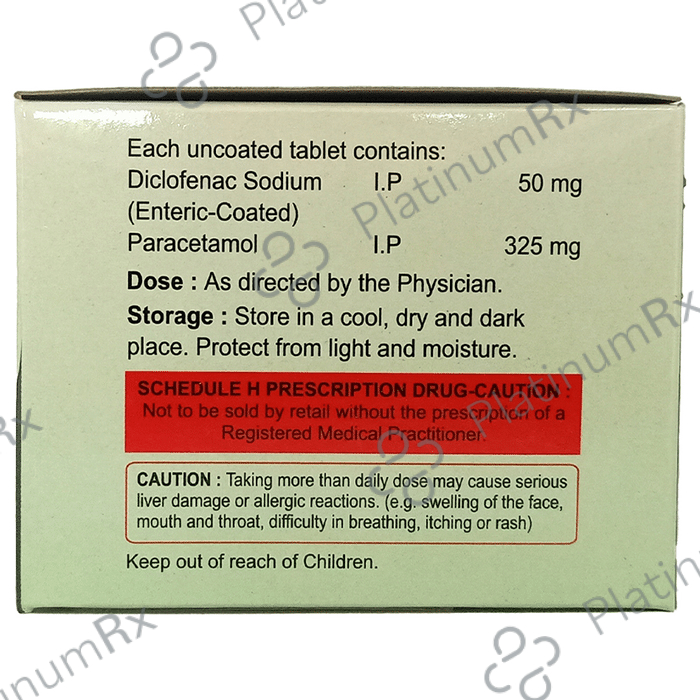 Each uncoated tablet contains:
Diclofenac Sodium I.P 50 mg
(Enteric-Coated)
Paracetamol I.P 325 mg
Dose : As directed by the Physician.
Storage : Store in a cool, dry and dark
place. Protect from light and moisture.
SCHEDULE H PRESCRIPTION DRUG-CAUTION :
Not to be sold by retail without the prescription of a
Registered Medical Practitioner.
CAUTION : Taking more than daily dose may cause serious
liver damage or allergic reactions. (e.g. swelling of the face,
mouth and throat, difficulty in breathing, itching or rash)
Keep out of reach of Children.
PlatinumRx
PlatinumRx
PlatinumRx
PlatinumRx
PlatinumRx